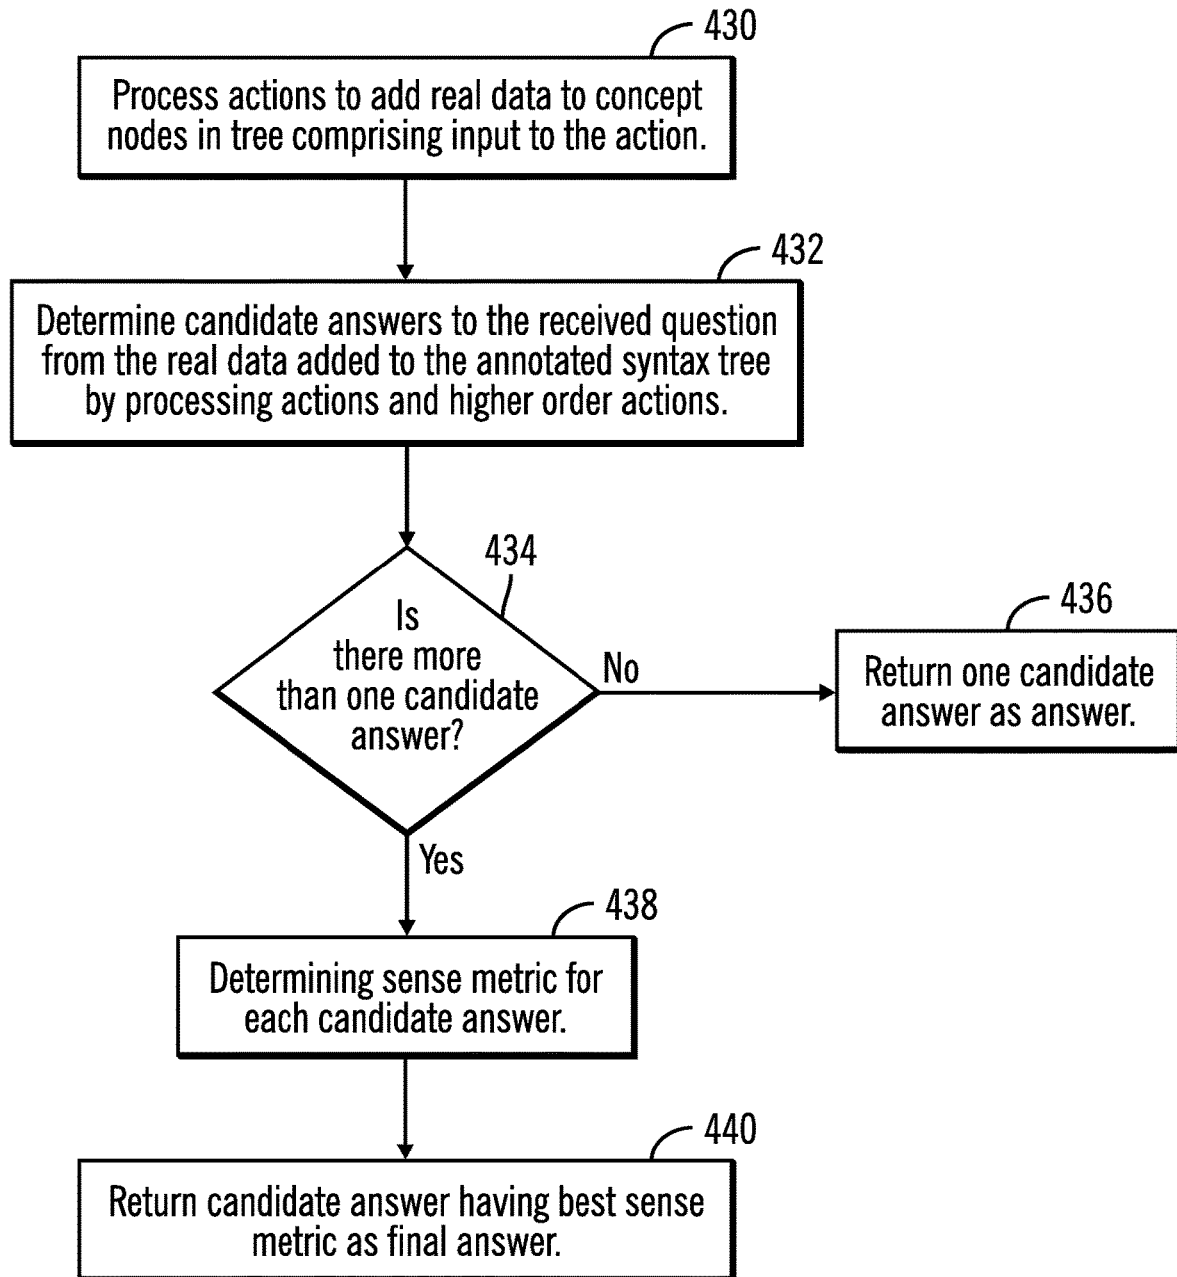 430
Process actions to add real data to concept
nodes in tree comprising input to the action.
432
Determine candidate answers to the received question
from the real data added to the annotated syntax tree
by processing actions and higher order actions.
434
Is
there more
than one candidate
answer?
No
436
Return one candidate
answer as answer.
Yes
438
Determining sense metric for
each candidate answer.
440
Return candidate answer having best sense
metric as final answer.